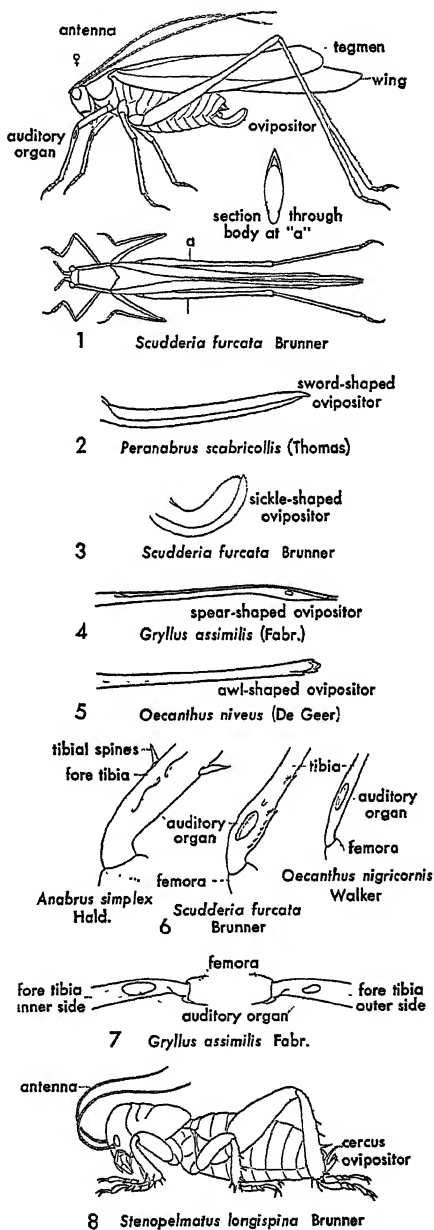 antenna
♀
tegmen
wing
auditory
organ
ovipositor
section through
body at "a"
a
1 Scudderia furcata Brunner
sword-shaped
ovipositor
2 Peranabrus scabricollis (Thomas)
sickle-shaped
ovipositor
3 Scudderia furcata Brunner
spear-shaped ovipositor
4 Gryllus assimilis (Fabr.)
awl-shaped ovipositor
5 Oecanthus niveus (De Geer)
tibial spines
fore tibia
tibia
auditory
organ
auditory
organ
femora
femora
Anabrus simplex
Hald.
Scudderia furcata
Brunner
Oecanthus nigricornis
Walker
6
femora
fore tibia
inner side
auditory organ
fore tibia
outer side
7 Gryllus assimilis Fabr.
antenna
cercus
ovipositor
8 Stenopelmatus longispina Brunner